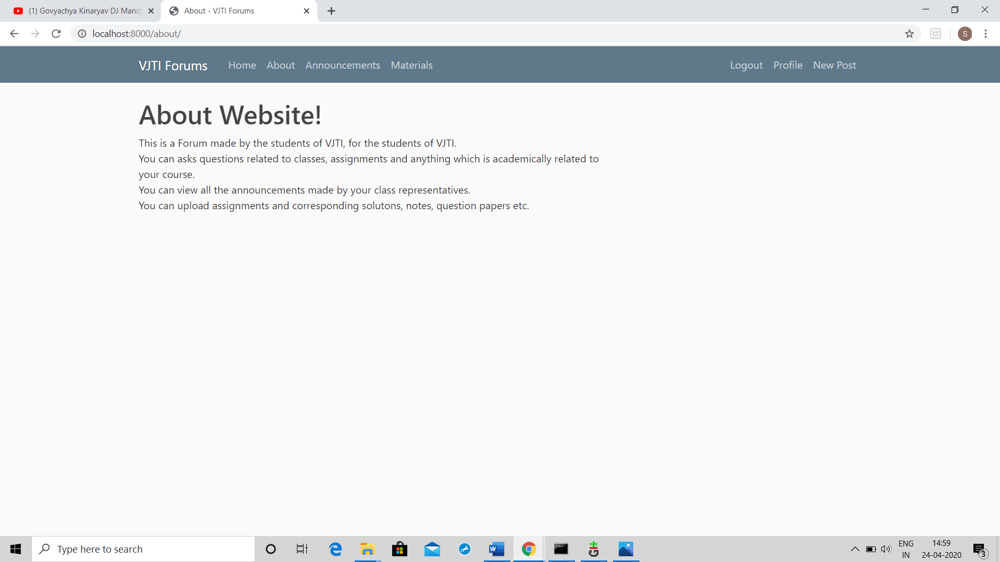 (1) Govyachya Kinaryav DJ Manoj
About - VJTI Forums
localhost:8000/about/
S
VJTI Forums Home About Announcements Materials Logout Profile New Post
About Website!
This is a Forum made by the students of VJTI, for the students of VJTI.
You can asks questions related to classes, assignments and anything which is academically related to
your course.
You can view all the announcements made by your class representatives.
You can upload assignments and corresponding solutons, notes, question papers etc.
Type here to search
ENG
IN
14:59
24-04-2020
3